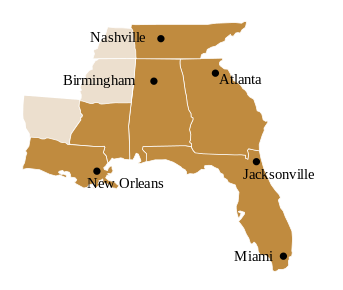 Nashville
Birmingham
Atlanta
Jacksonville
New Orleans
Miami